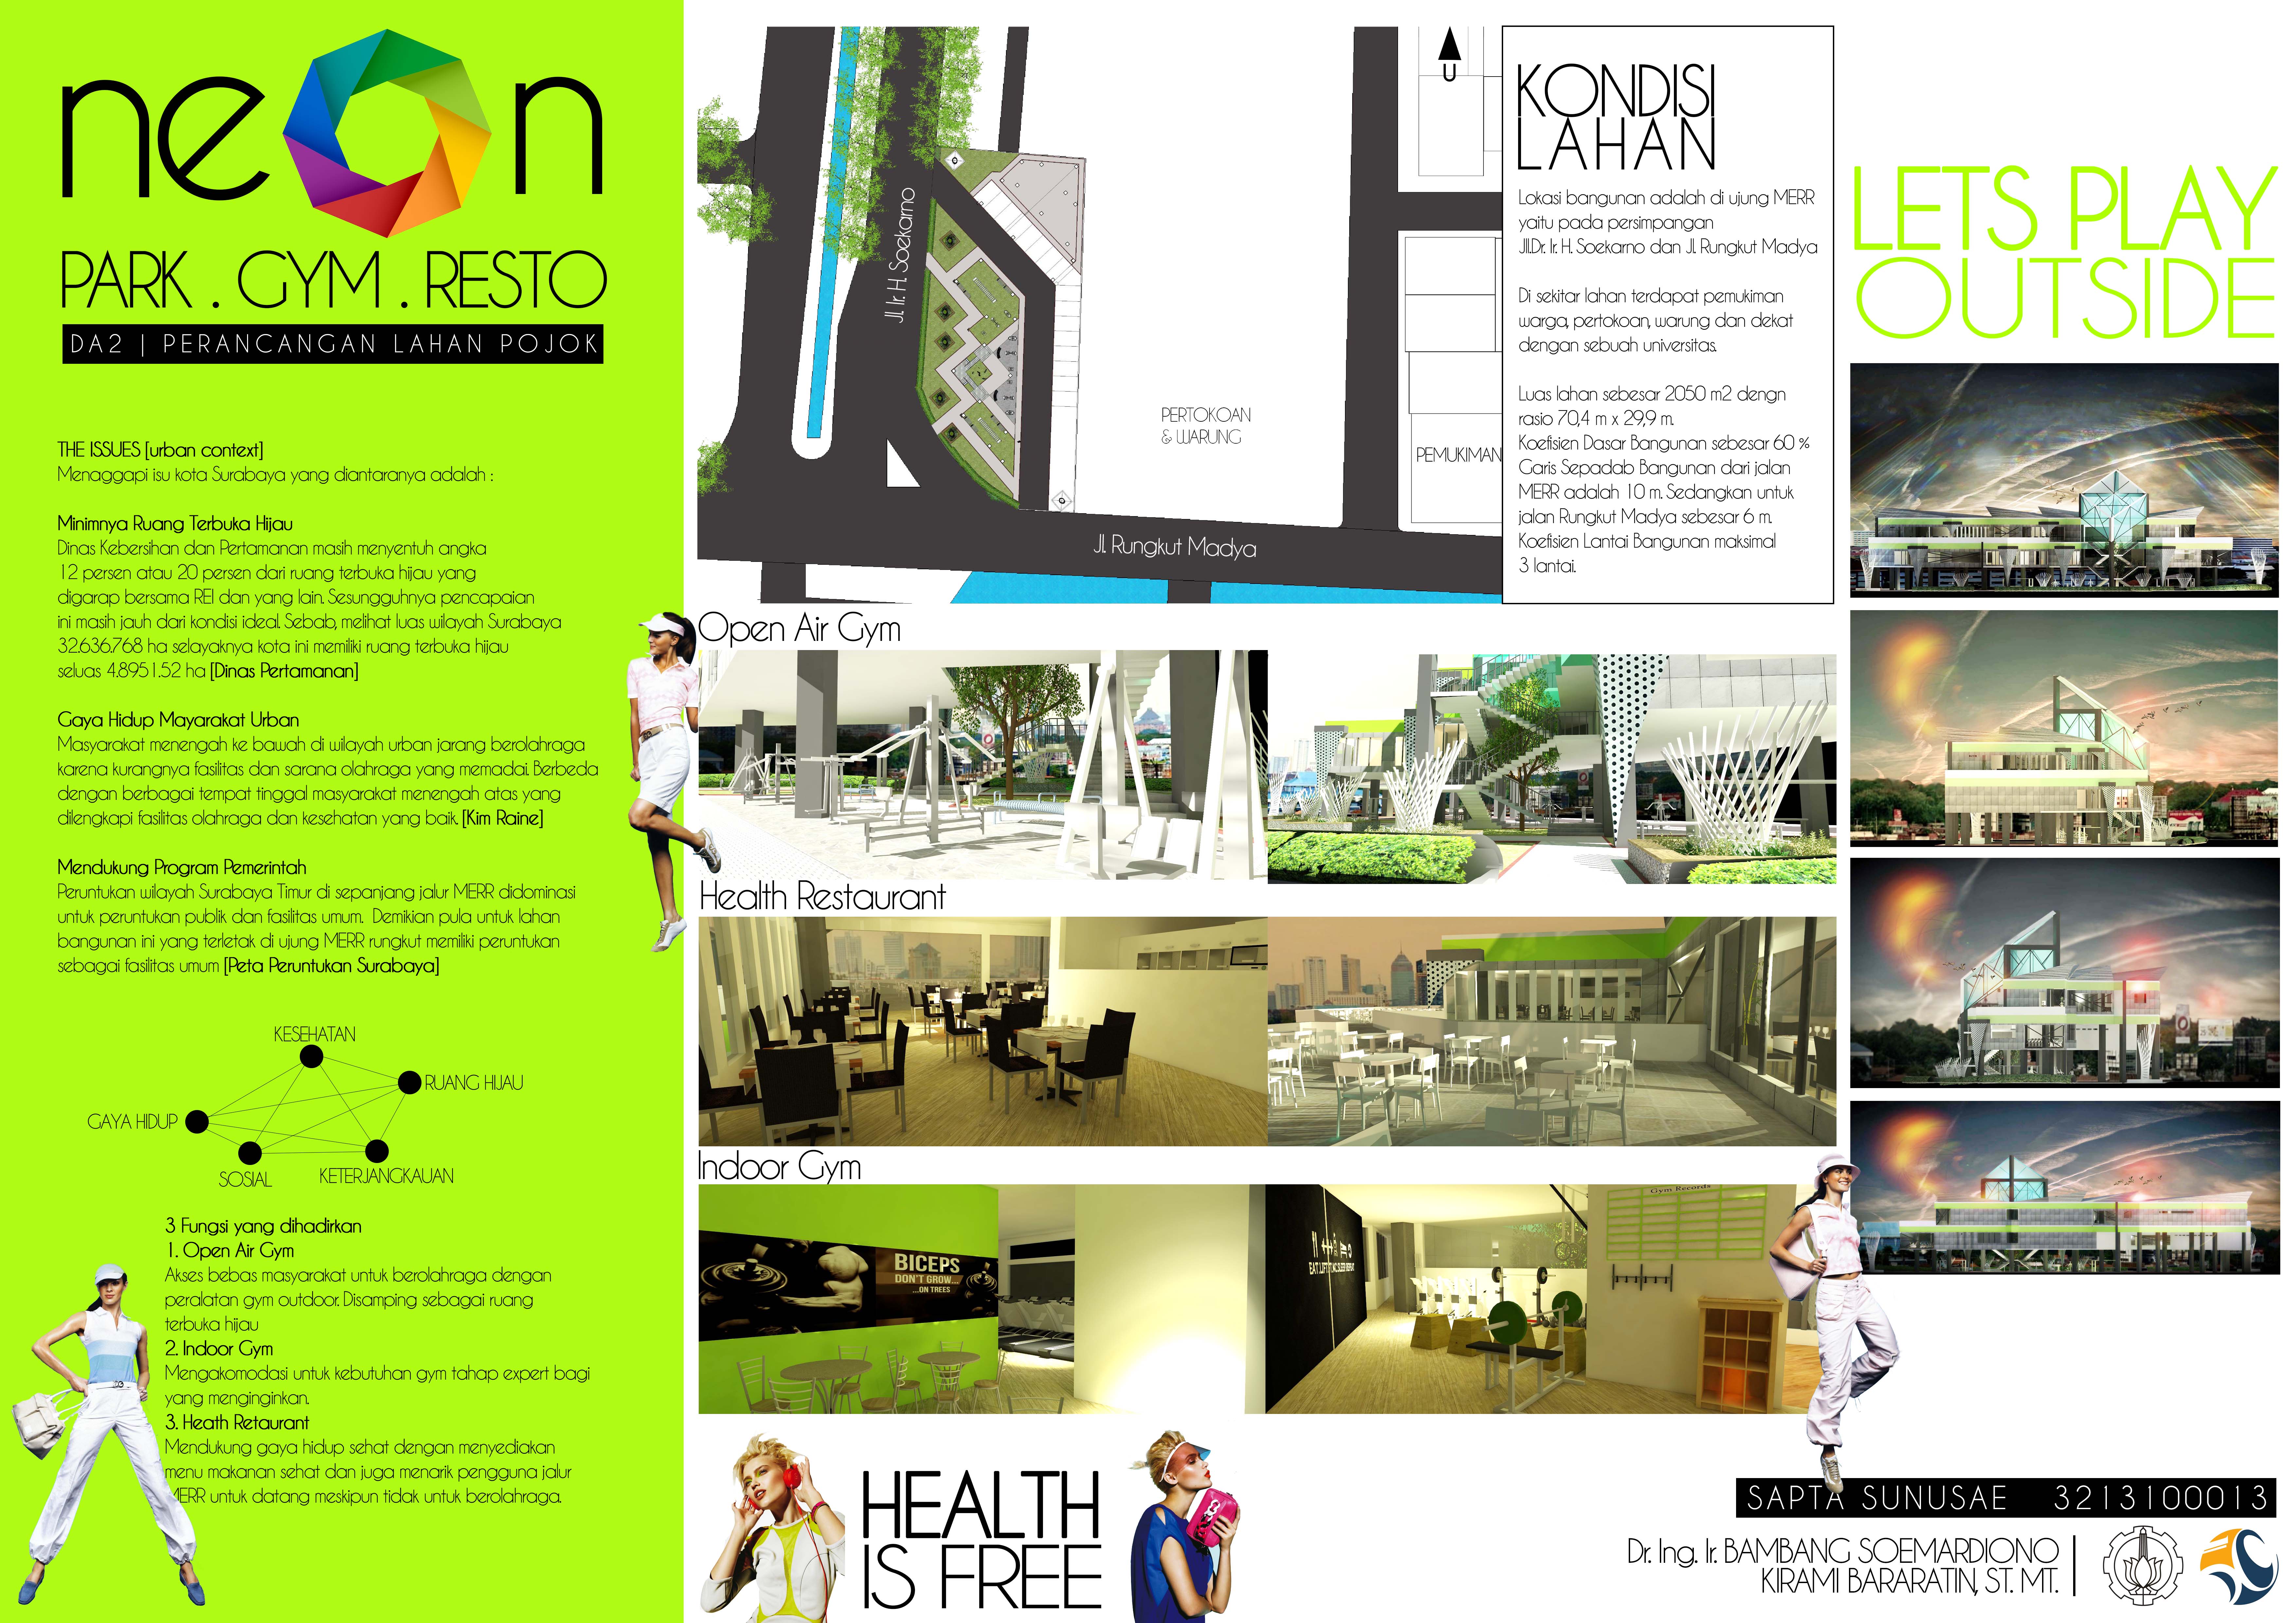 neon
PARK . GYM . RESTO
DA2 | PERANCANGAN LAHAN POJOK
THE ISSUES [urban context]
Menaggapi isu kota Surabaya yang diantaranya adalah :
Minimnya Ruang Terbuka Hijau
Dinas Kebersihan dan Pertamanan masih menyentuh angka
12 persen atau 20 persen dari ruang terbuka hijau yang
digarap bersama REI dan yang lain. Sesungguhnya pencapaian
ini masih jauh dari kondisi ideal. Sebab, melihat luas wilayah Surabaya
32.636.768 ha selayaknya kota ini memiliki ruang terbuka hijau
seluas 4.8951.52 ha [Dinas Pertamanan]
Gaya Hidup Mayarakat Urban
Masyarakat menengah ke bawah di wilayah urban jarang berolahraga
karena kurangnya fasilitas dan sarana olahraga yang memadai. Berbeda
dengan berbagai tempat tinggal masyarakat menengah atas yang
dilengkapi fasilitas olahraga dan kesehatan yang baik. [Kim Raine]
Mendukung Program Pemerintah
Peruntukan wilayah Surabaya Timur di sepanjang jalur MERR didominasi
untuk peruntukan publik dan fasilitas umum. Demikian pula untuk lahan
bangunan ini yang terletak di ujung MERR rungkut memiliki peruntukan
sebagai fasilitas umum [Peta Peruntukan Surabaya]
KESEHATAN
RUANG HIJAU
GAYA HIDUP
SOSIAL
KETERJANGKAUAN
3 Fungsi yang dihadirkan
1. Open Air Gym
Akses bebas masyarakat untuk berolahraga dengan
peralatan gym outdoor. Disamping sebagai ruang
terbuka hijau
2. Indoor Gym
Mengakomodasi untuk kebutuhan gym tahap expert bagi
yang menginginkan.
3. Heath Retaurant
Mendukung gaya hidup sehat dengan menyediakan
menu makanan sehat dan juga menarik pengguna jalur
MERR untuk datang meskipun tidak untuk berolahraga.
Jl. Ir. H. Soekarno
PERTOKOAN
& WARUNG
PEMUKIMAN
Jl. Rungkut Madya
U
KONDISI
LAHAN
Lokasi bangunan adalah di ujung MERR
yaitu pada persimpangan
Jll.Dr. Ir. H. Soekarno dan Jl. Rungkut Madya
Di sekitar lahan terdapat pemukiman
warga, pertokoan, warung dan dekat
dengan sebuah universitas.
Luas lahan sebesar 2050 m2 dengn
rasio 70,4 m x 29,9 m.
Koefisien Dasar Bangunan sebesar 60 %
Garis Sepadab Bangunan dari jalan
MERR adalah 10 m. Sedangkan untuk
jalan Rungkut Madya sebesar 6 m.
Koefisien Lantai Bangunan maksimal
3 lantai.
LETS PLAY
OUTSIDE
Open Air Gym
Health Restaurant
Indoor Gym
BICEPS
DON'T GROW...
...ON TREES
Gym Records
HEALTH
IS FREE
SAPTA SUNUSAE 3213100013
Dr. Ing. Ir. BAMBANG SOEMARDIONO
KIRAMI BARARATIN, ST. MT.